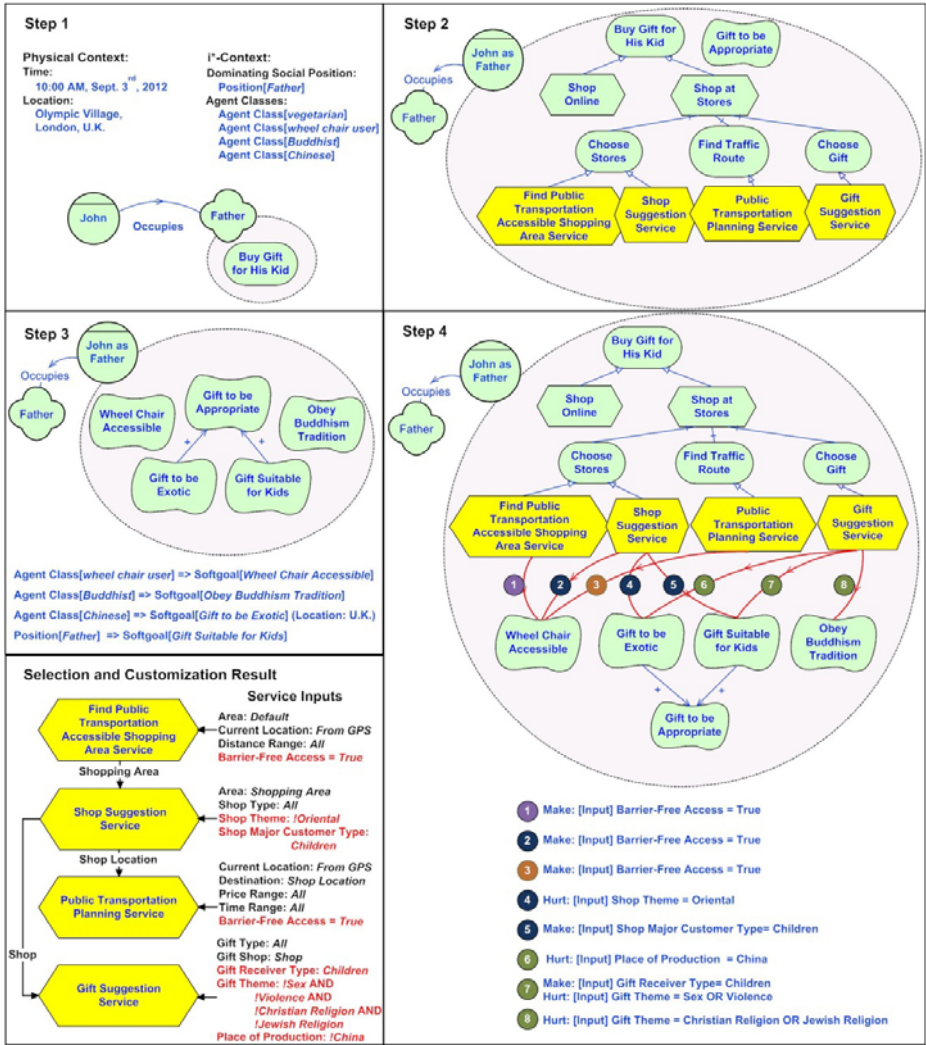 Step 1
Physical Context:
Time:
10:00 AM, Sept. 3rd, 2012
Location:
Olympic Village,
London, U.K.
i*-Context:
Dominating Social Position:
Position[Father]
Agent Classes:
Agent Class[vegetarian]
Agent Class[wheel chair user]
Agent Class[Buddhist]
Agent Class[Chinese]
John
Occupies
Father
Buy Gift
for His Kid
Step 2
John as
Father
Occupies
Father
Buy Gift for
His Kid
Gift to be
Appropriate
Shop
Online
Shop at
Stores
Choose
Stores
Find Traffic
Route
Choose
Gift
Find Public
Transportation
Accessible Shopping
Area Service
Shop
Suggestion
Service
Public
Transportation
Planning Service
Gift
Suggestion
Service
Step 3
John as
Father
Occupies
Father
Wheel Chair
Accessible
Gift to be
Appropriate
Obey
Buddhism
Tradition
+
+
Gift to be
Exotic
Gift Suitable
for Kids
Agent Class[wheel chair user] => Softgoal[Wheel Chair Accessible]
Agent Class[Buddhist] => Softgoal[Obey Buddhism Tradition]
Agent Class[Chinese] => Softgoal[Gift to be Exotic] (Location: U.K.)
Position[Father] => Softgoal[Gift Suitable for Kids]
Step 4
John as
Father
Occupies
Father
Buy Gift for
His Kid
Shop
Online
Shop at
Stores
Choose
Stores
Find Traffic
Route
Choose
Gift
Find Public
Transportation
Accessible Shopping
Area Service
Shop
Suggestion
Service
Public
Transportation
Planning Service
Gift
Suggestion
Service
1
2
3
4
5
6
7
8
Wheel Chair
Accessible
Gift to be
Exotic
Gift Suitable
for Kids
Obey
Buddhism
Tradition
+
+
Gift to be
Appropriate
1 Make: [Input] Barrier-Free Access = True
2 Make: [Input] Barrier-Free Access = True
3 Make: [Input] Barrier-Free Access = True
4 Hurt: [Input] Shop Theme = Oriental
5 Make: [Input] Shop Major Customer Type= Children
6 Hurt: [Input] Place of Production = China
7 Make: [Input] Gift Receiver Type= Children
Hurt: [Input] Gift Theme = Sex OR Violence
8 Hurt: [Input] Gift Theme = Christian Religion OR Jewish Religion
Selection and Customization Result
Service Inputs
Find Public
Transportation
Accessible Shopping
Area Service
Area: Default
Current Location: From GPS
Distance Range: All
Barrier-Free Access = True
Shopping Area
Shop Suggestion
Service
Area: Shopping Area
Shop Type: All
Shop Theme: !Oriental
Shop Major Customer Type:
Children
Shop Location
Public Transportation
Planning Service
Current Location: From GPS
Destination: Shop Location
Price Range: All
Time Range: All
Barrier-Free Access = True
Shop
Gift Suggestion
Service
Gift Type: All
Gift Shop: Shop
Gift Receiver Type: Children
Gift Theme: !Sex AND
!Violence AND
!Christian Religion AND
!Jewish Religion
Place of Production: !China